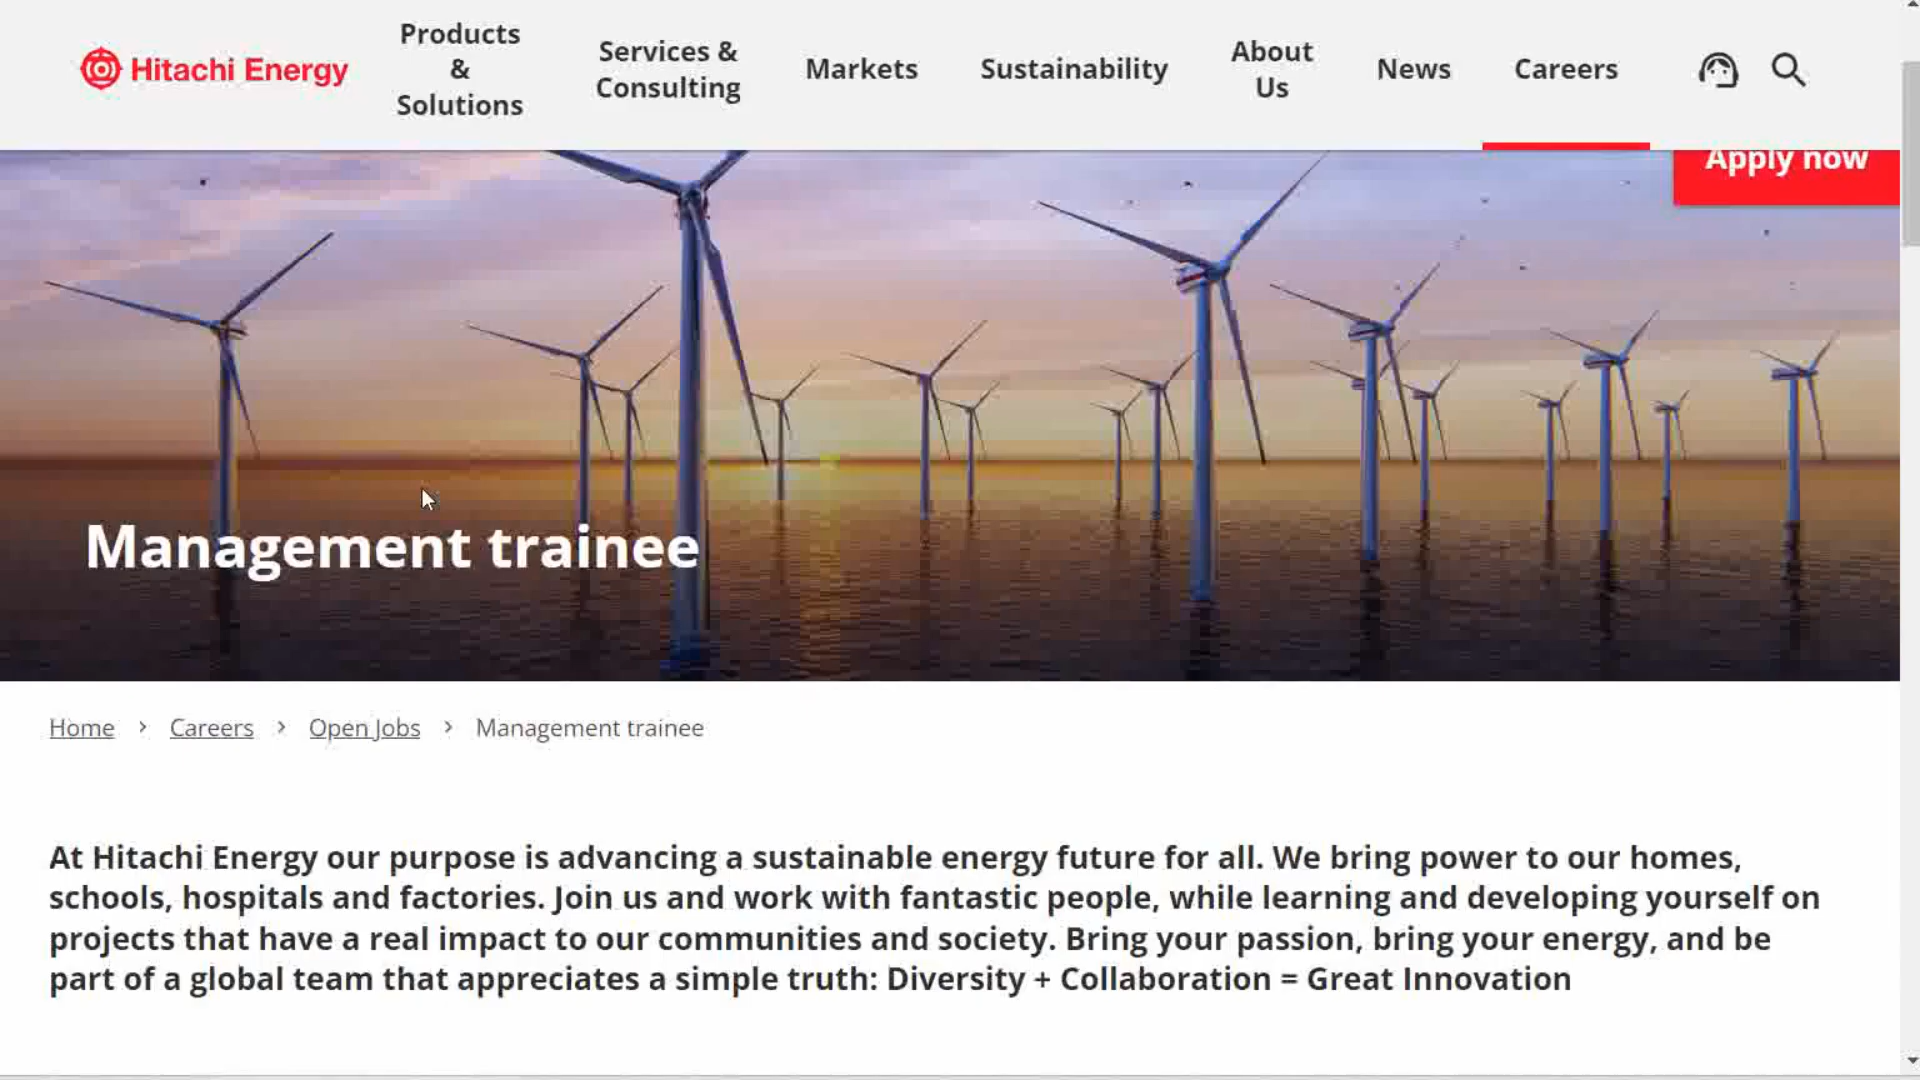 Hitachi Energy
Products
&
Solutions
Services &
Consulting
Markets
Sustainability
About
Us
News
Careers
Apply now
Management trainee
Home > Careers > Open Jobs > Management trainee
At Hitachi Energy our purpose is advancing a sustainable energy future for all. We bring power to our homes,
schools, hospitals and factories. Join us and work with fantastic people, while learning and developing yourself on
projects that have a real impact to our communities and society. Bring your passion, bring your energy, and be
part of a global team that appreciates a simple truth: Diversity + Collaboration = Great Innovation